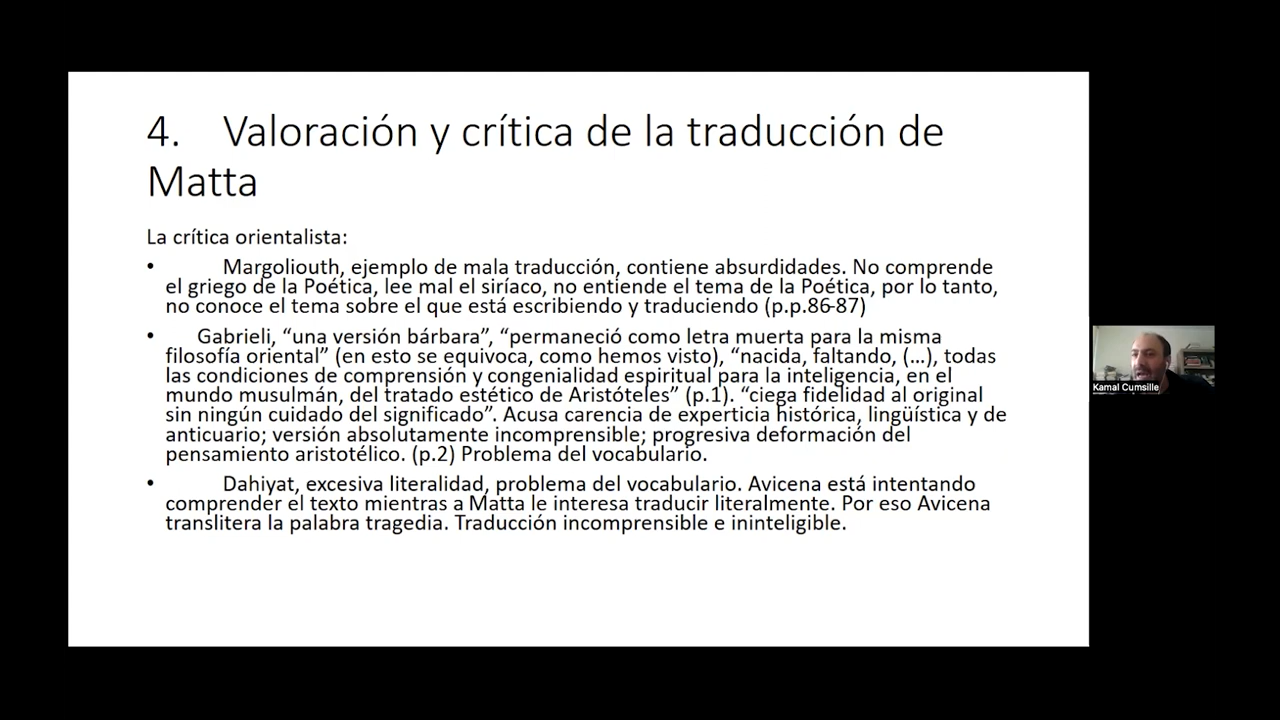 4. Valoración y crítica de la traducción de
Matta
La crítica orientalista:
• Margoliouth, ejemplo de mala traducción, contiene absurdidades. No comprende
el griego de la Poética, lee mal el siríaco, no entiende el tema de la Poética, por lo tanto,
no conoce el tema sobre el que está escribiendo y traduciendo (p.p.86-87)
• Gabrieli, “una versión bárbara”, “permaneció como letra muerta para la misma
filosofía oriental” (en esto se equivoca, como hemos visto), “nacida, faltando, (…), todas
las condiciones de comprensión y congenialidad espiritual para la inteligencia, en el
mundo musulmán, del tratado estético de Aristóteles” (p.1). “ciega fidelidad al original
sin ningún cuidado del significado”. Acusa carencia de experticia histórica, lingüística y de
anticuario; versión absolutamente incomprensible; progresiva deformación del
pensamiento aristotélico. (p.2) Problema del vocabulario.
• Dahiyat, excesiva literalidad, problema del vocabulario. Avicena está intentando
comprender el texto mientras a Matta le interesa traducir literalmente. Por eso Avicena
translitera la palabra tragedia. Traducción incomprensible e ininteligible.
Kamal Cumsille